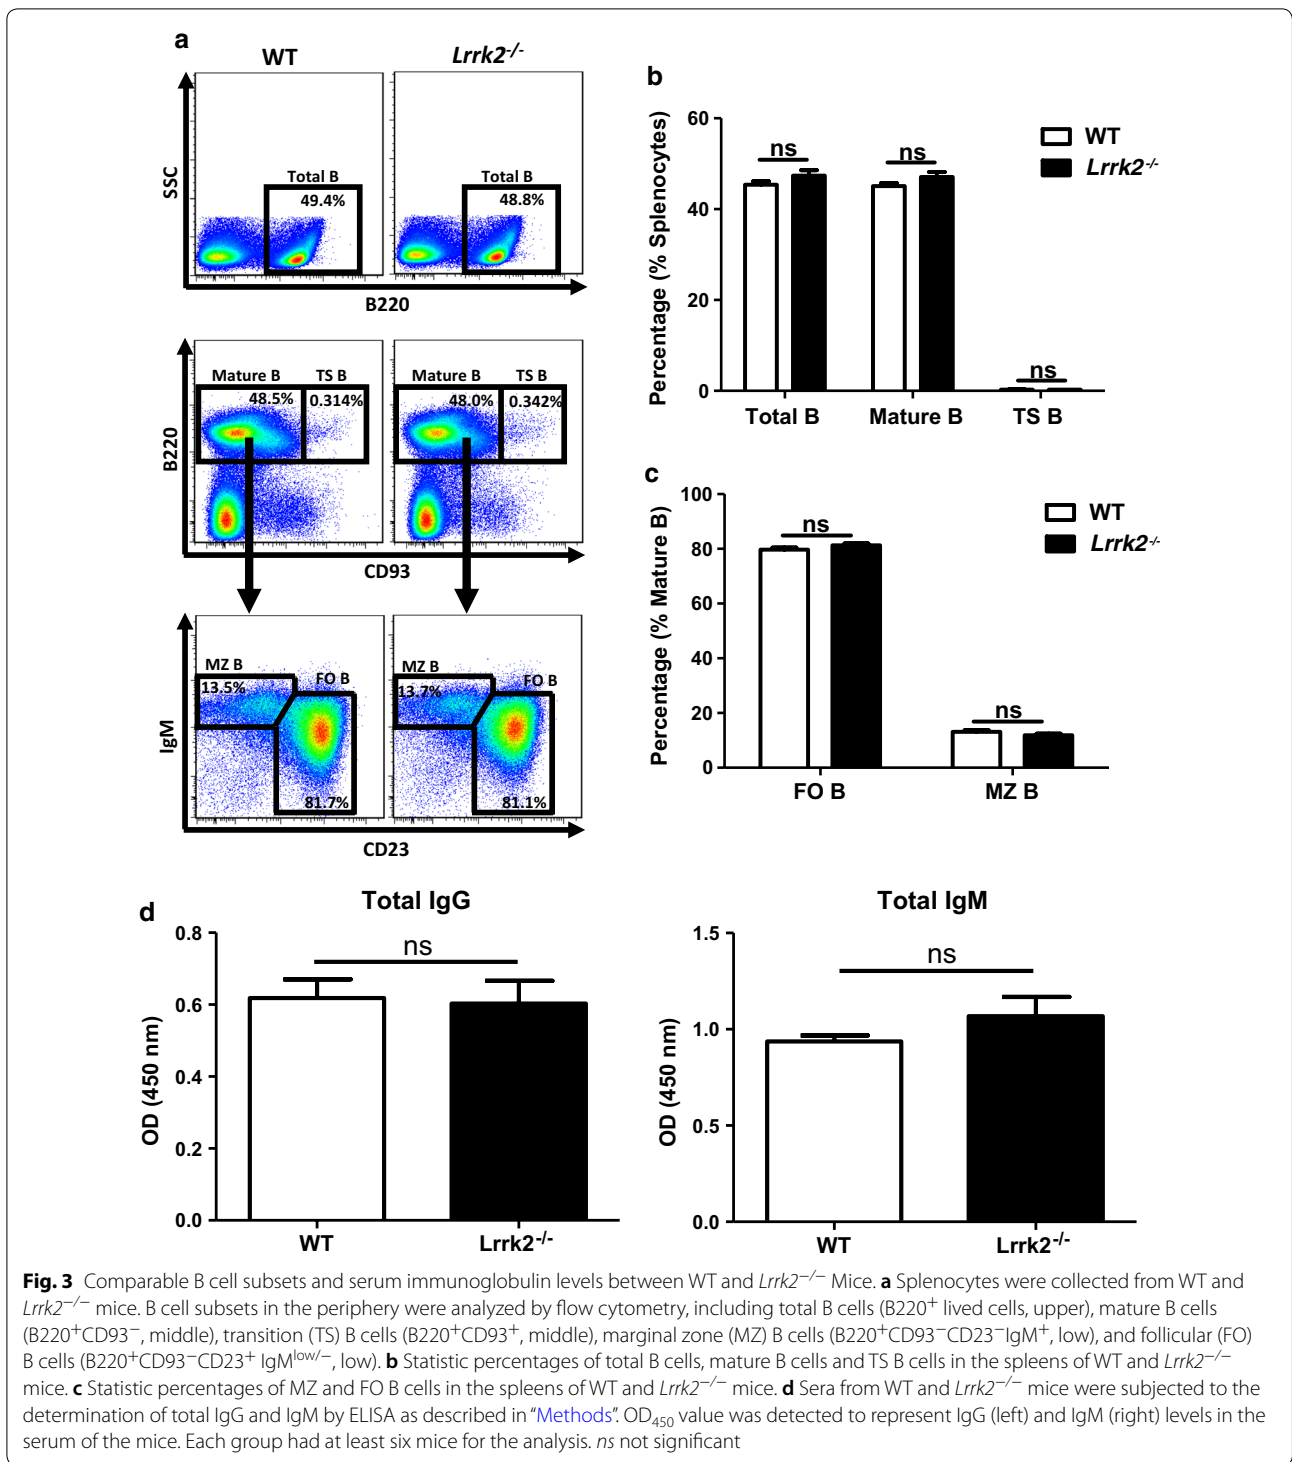 a
WT
Lrrk2-/-
SSC
Total B
49.4%
Total B
48.8%
B220
B220
Mature B
TS B
48.5%
0.314%
Mature B
TS B
48.0%
0.342%
CD93
IgM
MZ B
13.5%
FO B
81.7%
MZ B
13.7%
FO B
81.1%
CD23
b
Percentage (% Splenocytes)
60
40
20
0
ns
ns
ns
Total B
Mature B
TS B
WT
Lrrk2-/-
c
Percentage (% Mature B)
100
80
60
40
20
0
ns
ns
FO B
MZ B
WT
Lrrk2-/-
d
Total IgG
OD (450 nm)
0.8
0.6
0.4
0.2
0.0
ns
WT
Lrrk2-/-
Total IgM
OD (450 nm)
1.5
1.0
0.5
0.0
ns
WT
Lrrk2-/-
Fig. 3 Comparable B cell subsets and serum immunoglobulin levels between WT and Lrrk2−/− Mice. a Splenocytes were collected from WT and
Lrrk2−/− mice. B cell subsets in the periphery were analyzed by flow cytometry, including total B cells (B220+ lived cells, upper), mature B cells
(B220+CD93−, middle), transition (TS) B cells (B220+CD93+, middle), marginal zone (MZ) B cells (B220+CD93−CD23−IgM+, low), and follicular (FO)
B cells (B220+CD93−CD23+ IgMlow/−, low). b Statistic percentages of total B cells, mature B cells and TS B cells in the spleens of WT and Lrrk2−/−
mice. c Statistic percentages of MZ and FO B cells in the spleens of WT and Lrrk2−/− mice. d Sera from WT and Lrrk2−/− mice were subjected to the
determination of total IgG and IgM by ELISA as described in “Methods”. OD450 value was detected to represent IgG (left) and IgM (right) levels in the
serum of the mice. Each group had at least six mice for the analysis. ns not significant